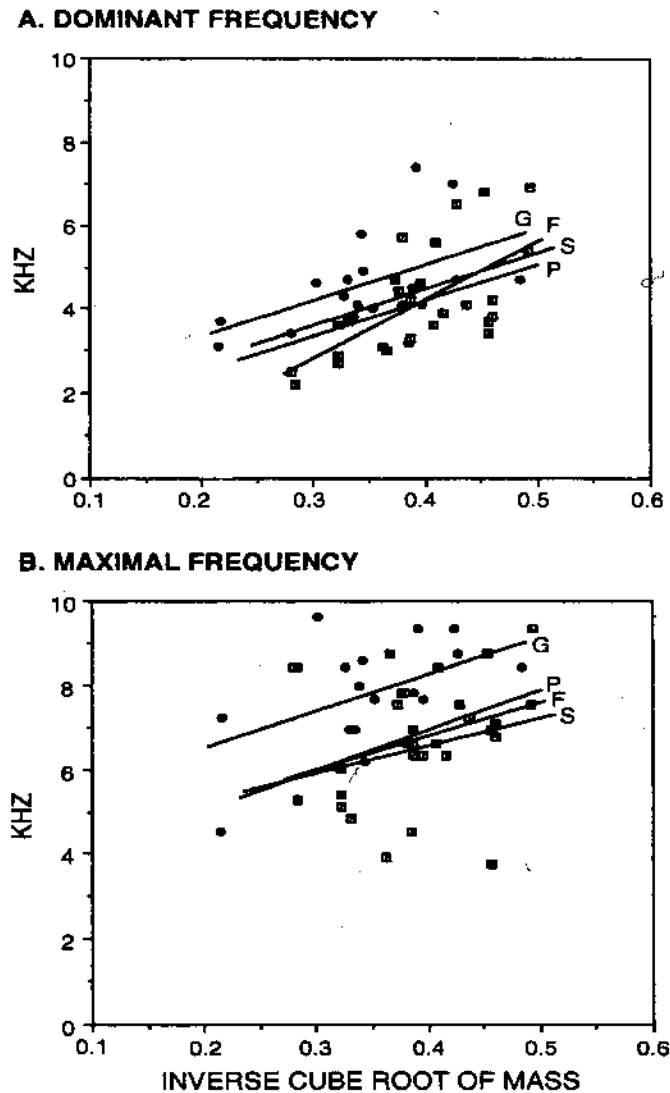 A. DOMINANT FREQUENCY
10
8
6
4
2
0
KHZ
G
F
S
P
0.1 0.2 0.3 0.4 0.5 0.6
B. MAXIMAL FREQUENCY
10
8
6
4
2
0
KHZ
G
P
F
S
0.1 0.2 0.3 0.4 0.5 0.6
INVERSE CUBE ROOT OF MASS